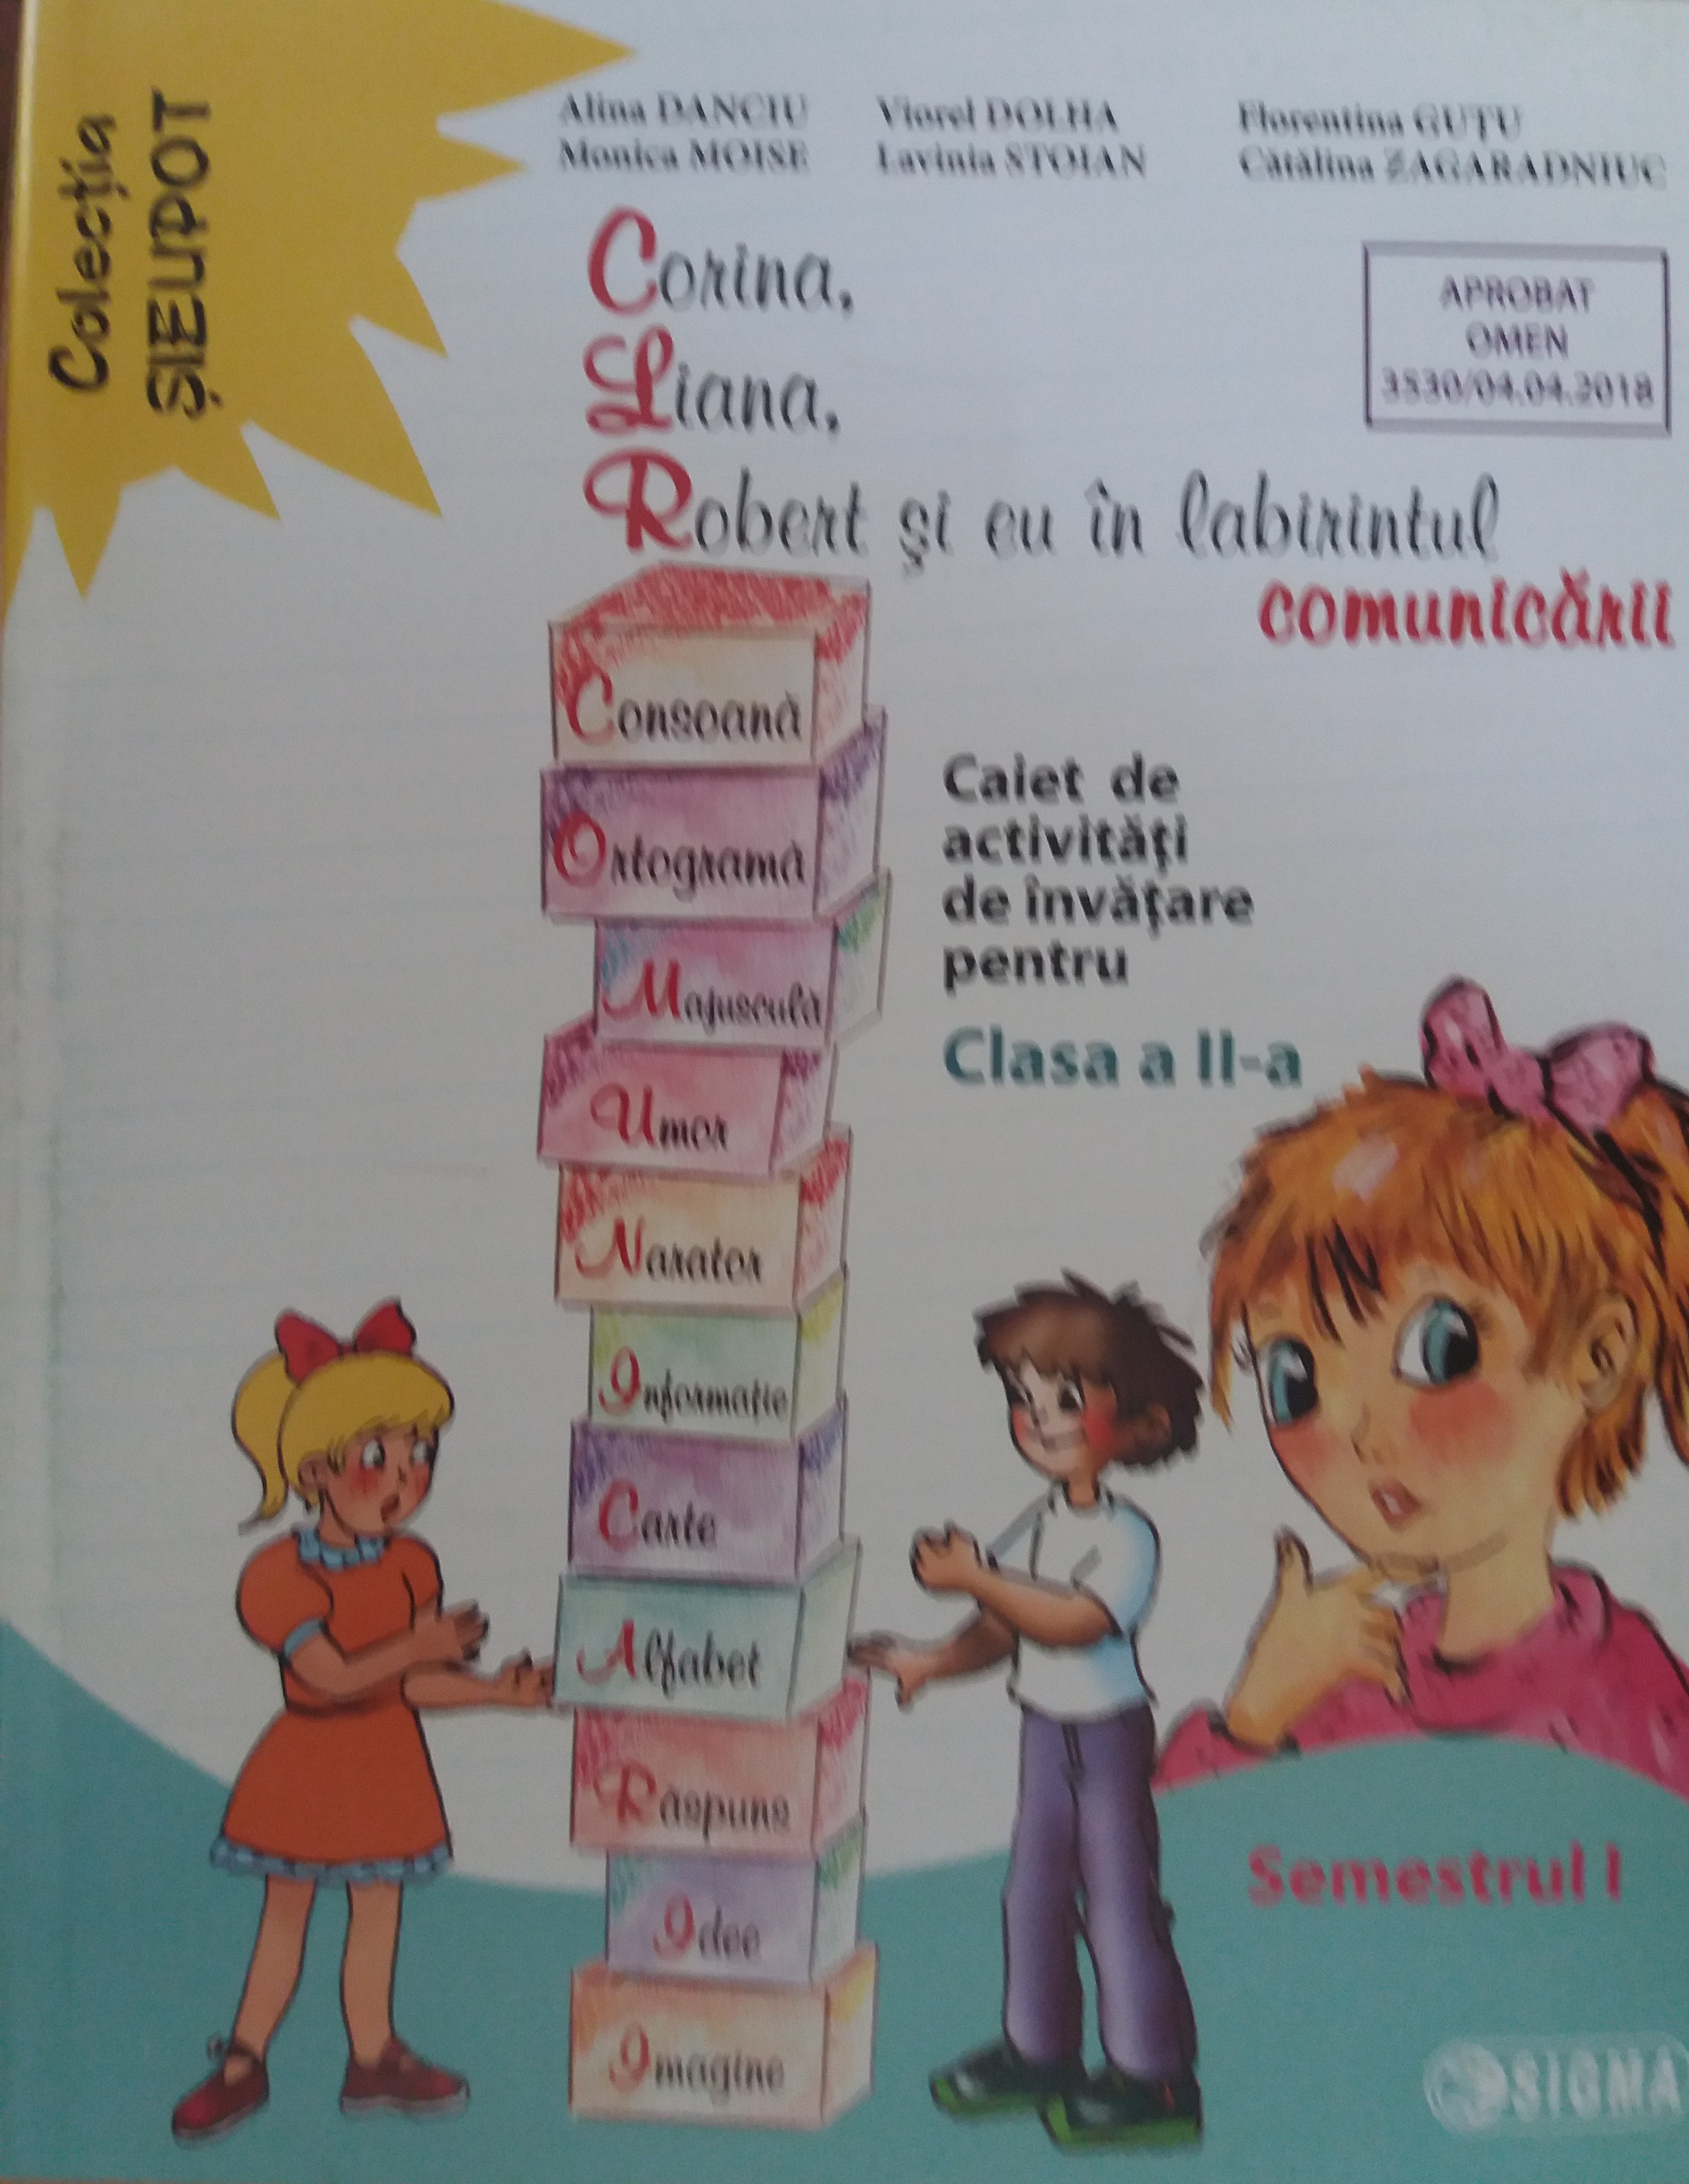 Colecția
ȘIEUPOT
Alina DANCIU
Monica MOISE
Viorel DOLHA
Lavinia STOIAN
Florentina GUȚU
Cătălina ZAGARADNIUC
Corina,
Liana,
Robert și eu în labirintul
comunicării
APROBAT
OMEN
3530/04.04.2018
Consoană
Ortogramă
Majusculă
Umor
Narator
Informație
Carte
Alfabet
Răspuns
Idee
Imagine
Caiet de
activități
de învățare
pentru
Clasa a II-a
Semestrul I
SIGMA